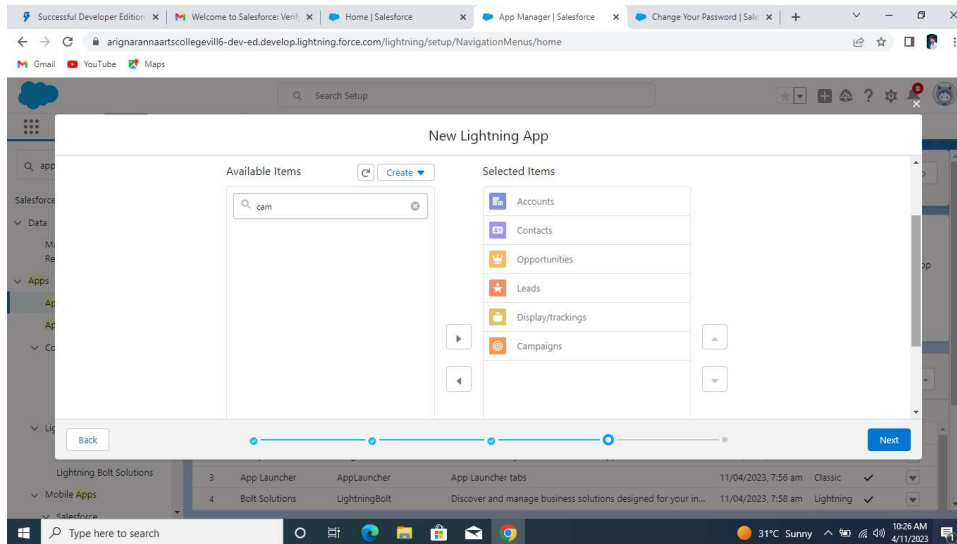 Successful Developer Edition
Welcome to Salesforce: Verify
Home | Salesforce
App Manager | Salesforce
Change Your Password | Sale
arignarannaartscollegevill6-dev-ed.develop.lightning.force.com/lightning/setup/NavigationMenus/home
Gmail YouTube Maps
Search Setup
New Lightning App
app
Available Items
Create
Selected Items
cam
Accounts
Contacts
Opportunities
Leads
Display/trackings
Campaigns
Salesforce
Data
Apps
Back
Next
Lightning Bolt Solutions
3 App Launcher AppLauncher App Launcher tabs 11/04/2023, 7:56 am Classic
Mobile Apps
4 Bolt Solutions LightningBolt Discover and manage business solutions designed for your in... 11/04/2023, 7:58 am Lightning
Salesforce
Type here to search
31°C Sunny
10:26 AM
4/11/2023